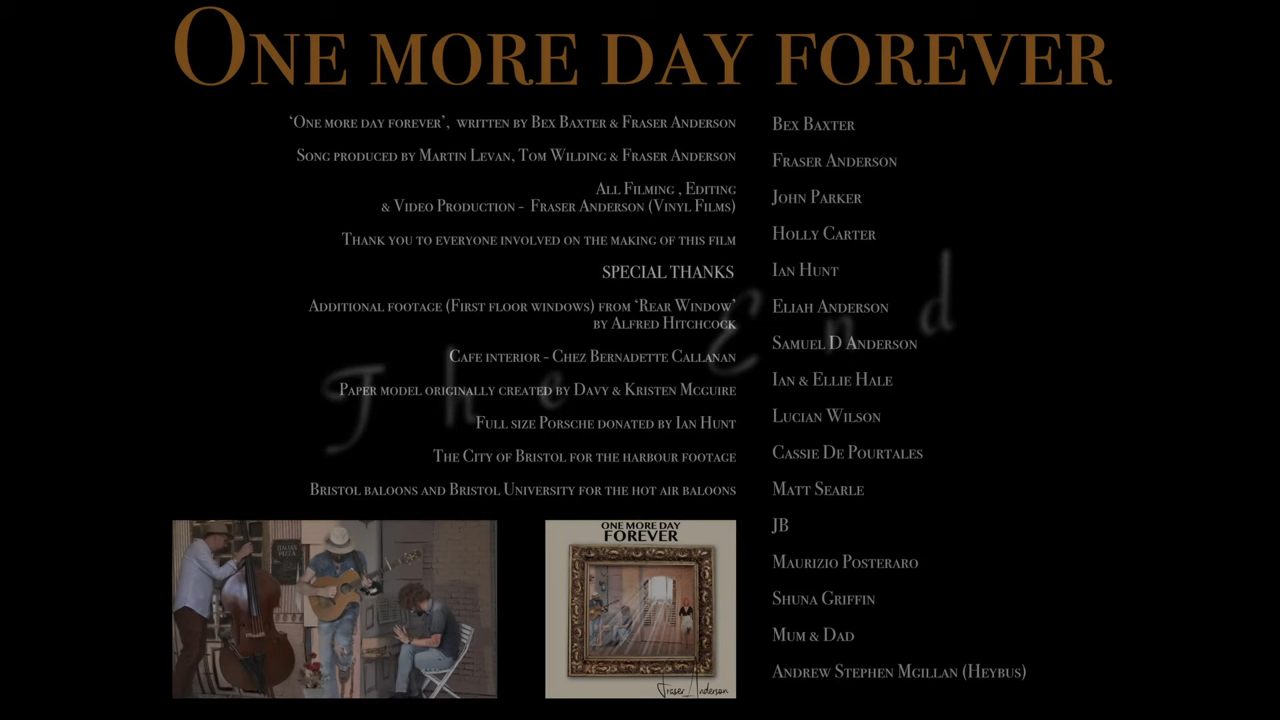 One more day forever
‘One more day forever’, written by Bex Baxter & Fraser Anderson
Song produced by Martin Levan, Tom Wilding & Fraser Anderson
All Filming , Editing
& Video Production - Fraser Anderson (Vinyl Films)
Thank you to everyone involved on the making of this film
SPECIAL THANKS
Additional footage (First floor windows) from ‘Rear Window’
by Alfred Hitchcock
Cafe interior - Chez Bernadette Callanan
Paper model originally created by Davy & Kristen Mcguire
Full size Porsche donated by Ian Hunt
The City of Bristol for the harbour footage
Bristol baloons and Bristol University for the hot air baloons
Bex Baxter
Fraser Anderson
John Parker
Holly Carter
Ian Hunt
Eliah Anderson
Samuel D Anderson
Ian & Ellie Hale
Lucian Wilson
Cassie De Pourtales
Matt Searle
JB
Maurizio Posteraro
Shuna Griffin
Mum & Dad
Andrew Stephen Mgillan (Heybus)
The End
ITALIAN
PIZZA
ONE MORE DAY
FOREVER
Fraser Anderson